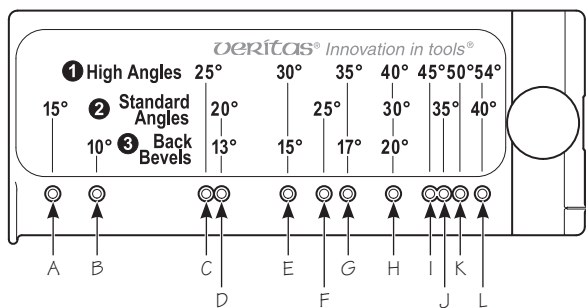 VERITAS® Innovation in tools®
1 High Angles 25° 30° 35° 40° 45° 50° 54°
15° 2 Standard Angles 20° 25° 30° 35° 40°
10° 3 Back Bevels 13° 15° 17° 20°
A B C E G H I K
D F J L